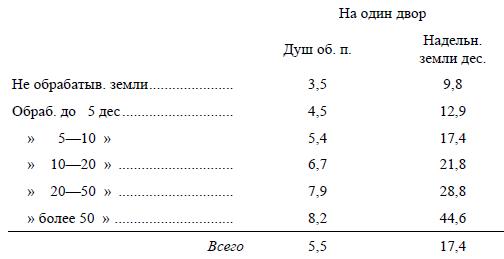 На один двор
Душ об. п. Надельн. земли дес.
Не обрабатыв. земли....................... 3,5 9,8
Обраб. до 5 дес.............................. 4,5 12,9
» 5—10 » 5,4 17,4
» 10—20 » ............................... 6,7 21,8
» 20—50 » ............................... 7,9 28,8
» более 50 » ................................ 8,2 44,6
Всего 5,5 17,4